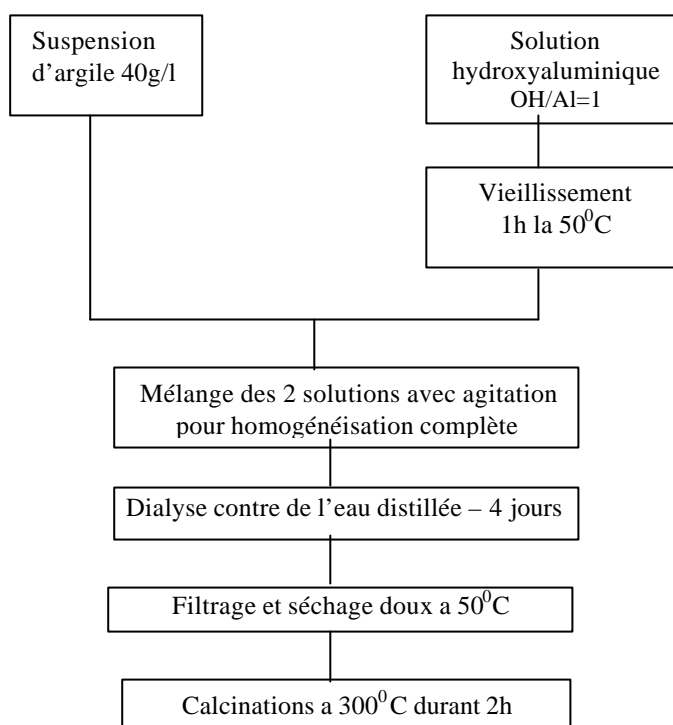 Suspension
d’argile 40g/l
Solution
hydroxyaluminique
OH/Al=1
Vieillissement
1h la 50⁰C
Mélange des 2 solutions avec agitation
pour homogénéisation complète
Dialyse contre de l’eau distillée – 4 jours
Filtrage et séchage doux a 50⁰C
Calcinations a 300⁰ C durant 2h